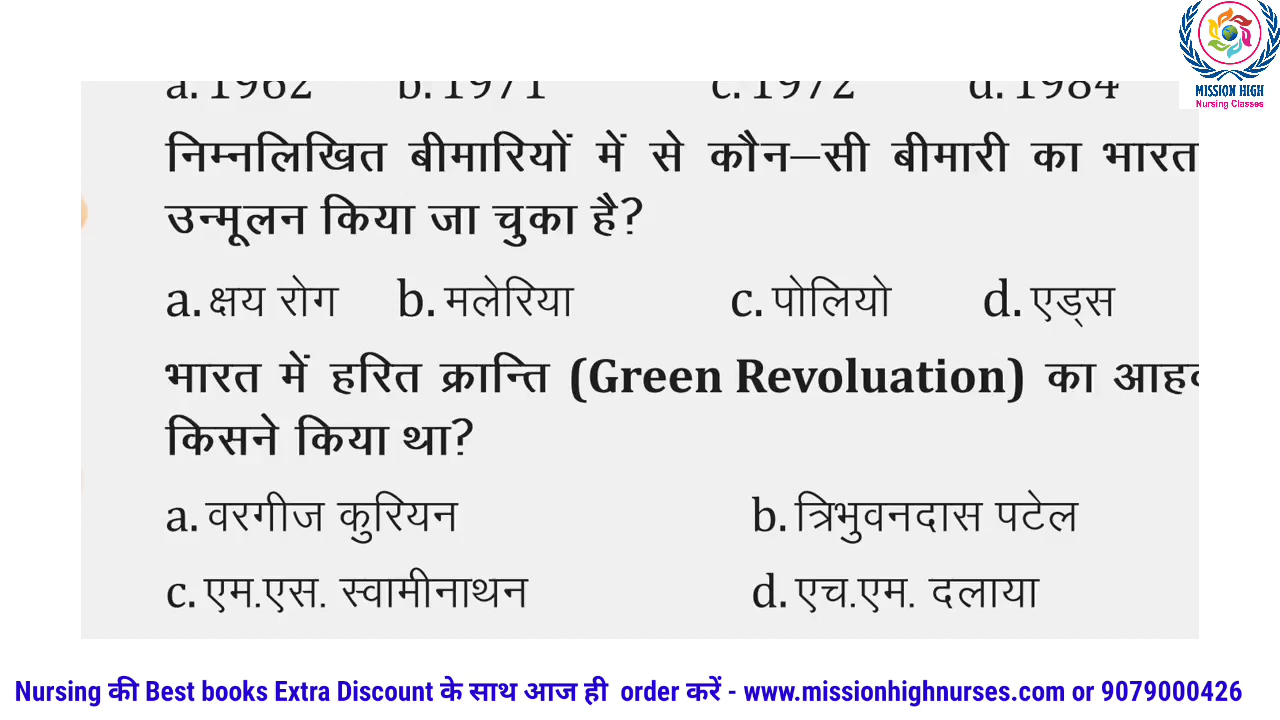 MISSION HIGH
Nursing Classes
a. 1962 b. 1971 c. 1972 d. 1984
निम्नलिखित बीमारियों में से कौन–सी बीमारी का भारत
उन्मूलन किया जा चुका है?
a. क्षय रोग b. मलेरिया c. पोलियो d. एड्स
भारत में हरित क्रान्ति (Green Revoluation) का
किसने किया था?
a. वरगीज कुरियन b. त्रिभुवनदास पटेल
c. एम.एस. स्वामीनाथन d. एच.एम. दलाया
Nursing की Best books Extra Discount के साथ आज ही order करें - www.missionhighnurses.com or 9079000426